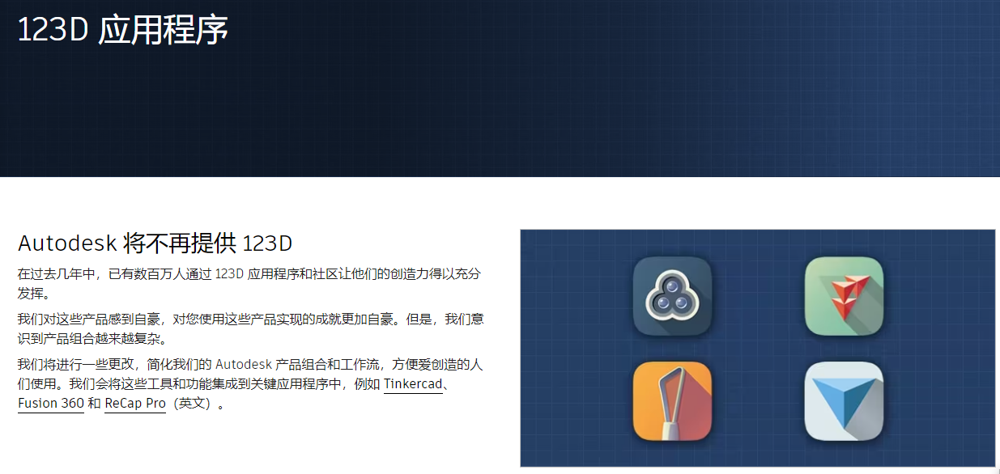 123D 应用程序
Autodesk 将不再提供 123D
在过去几年中，已有数百万人通过 123D 应用程序和社区让他们的创造力得以充分
发挥。
我们对这些产品感到自豪，对您使用这些产品实现的成就更加自豪。但是，我们意
识到产品组合越来越复杂。
我们将进行一些更改，简化我们的 Autodesk 产品组合和工作流，方便爱创造的人
们使用。我们会将这些工具和功能集成到关键应用程序中，例如 Tinkercad、
Fusion 360 和 ReCap Pro（英文）。